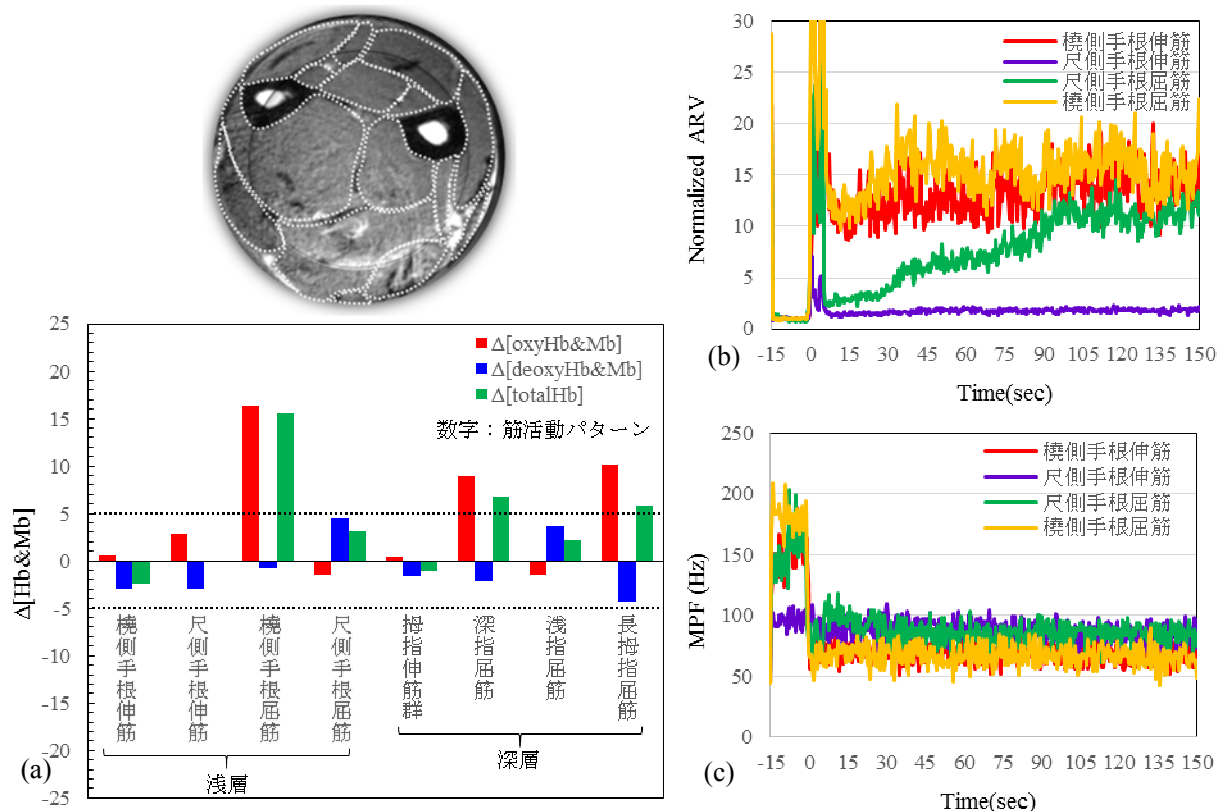 25
20
15
10
5
0
-5
-10
-15
-20
-25
Δ[Hb&Mb]
Δ[oxyHb&Mb]
Δ[deoxyHb&Mb]
Δ[totalHb]
数字：筋活動パターン
橈側手根伸筋
尺側手根伸筋
橈側手根屈筋
尺側手根屈筋
拇指伸筋群
深指屈筋
浅指屈筋
長拇指屈筋
浅層
深層
(a)
30
25
20
15
10
5
0
Normalized ARV
橈側手根伸筋
尺側手根伸筋
尺側手根屈筋
橈側手根屈筋
-15 0 15 30 45 60 75 90 105 120 135 150
Time(sec)
(b)
250
200
150
100
50
0
MPF (Hz)
橈側手根伸筋
尺側手根伸筋
尺側手根屈筋
橈側手根屈筋
-15 0 15 30 45 60 75 90 105 120 135 150
Time(sec)
(c)